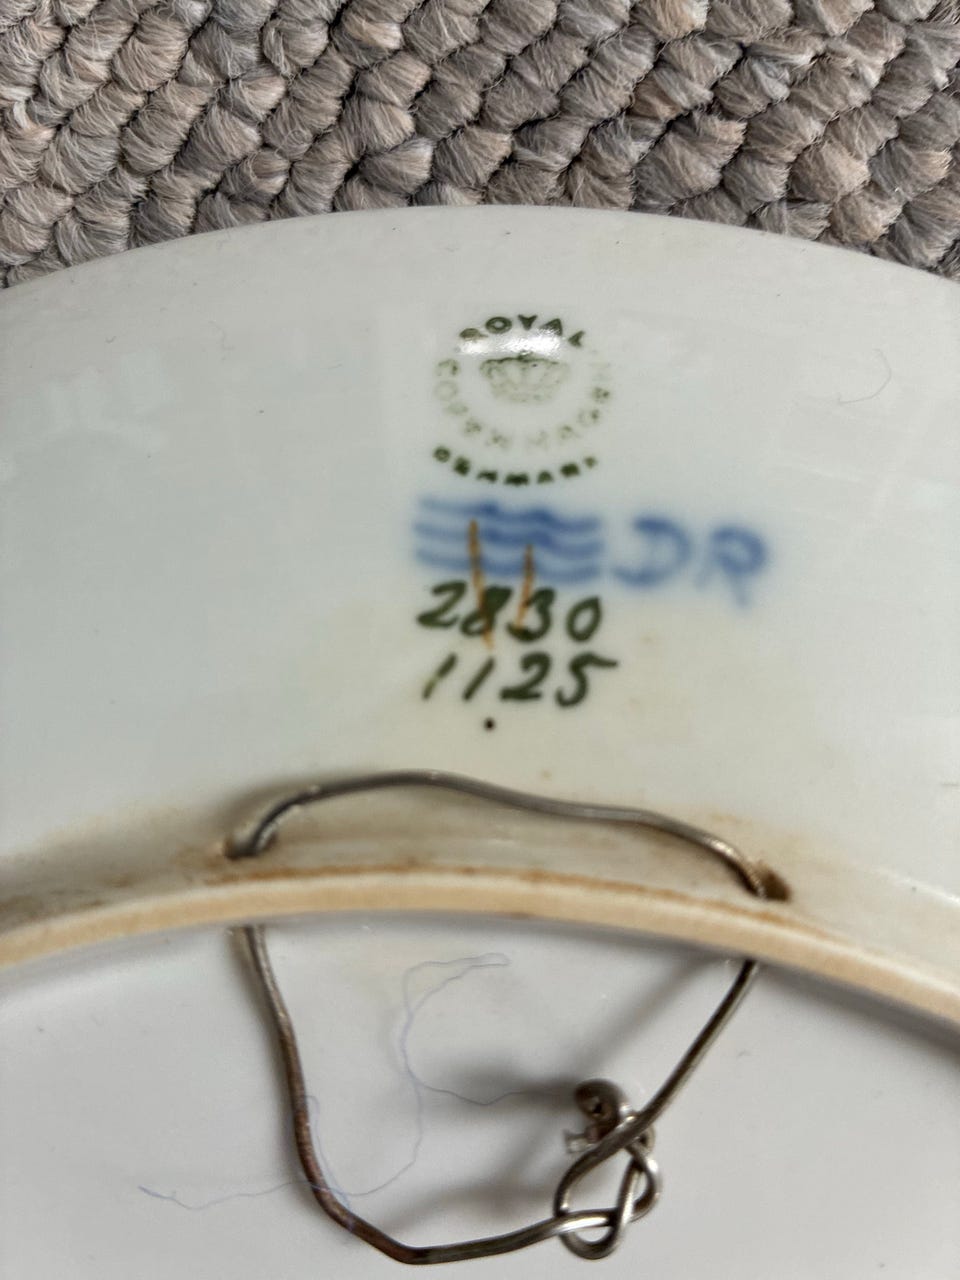 ROYAL
COPENHAGEN
DENMARK
DR
2830
1125